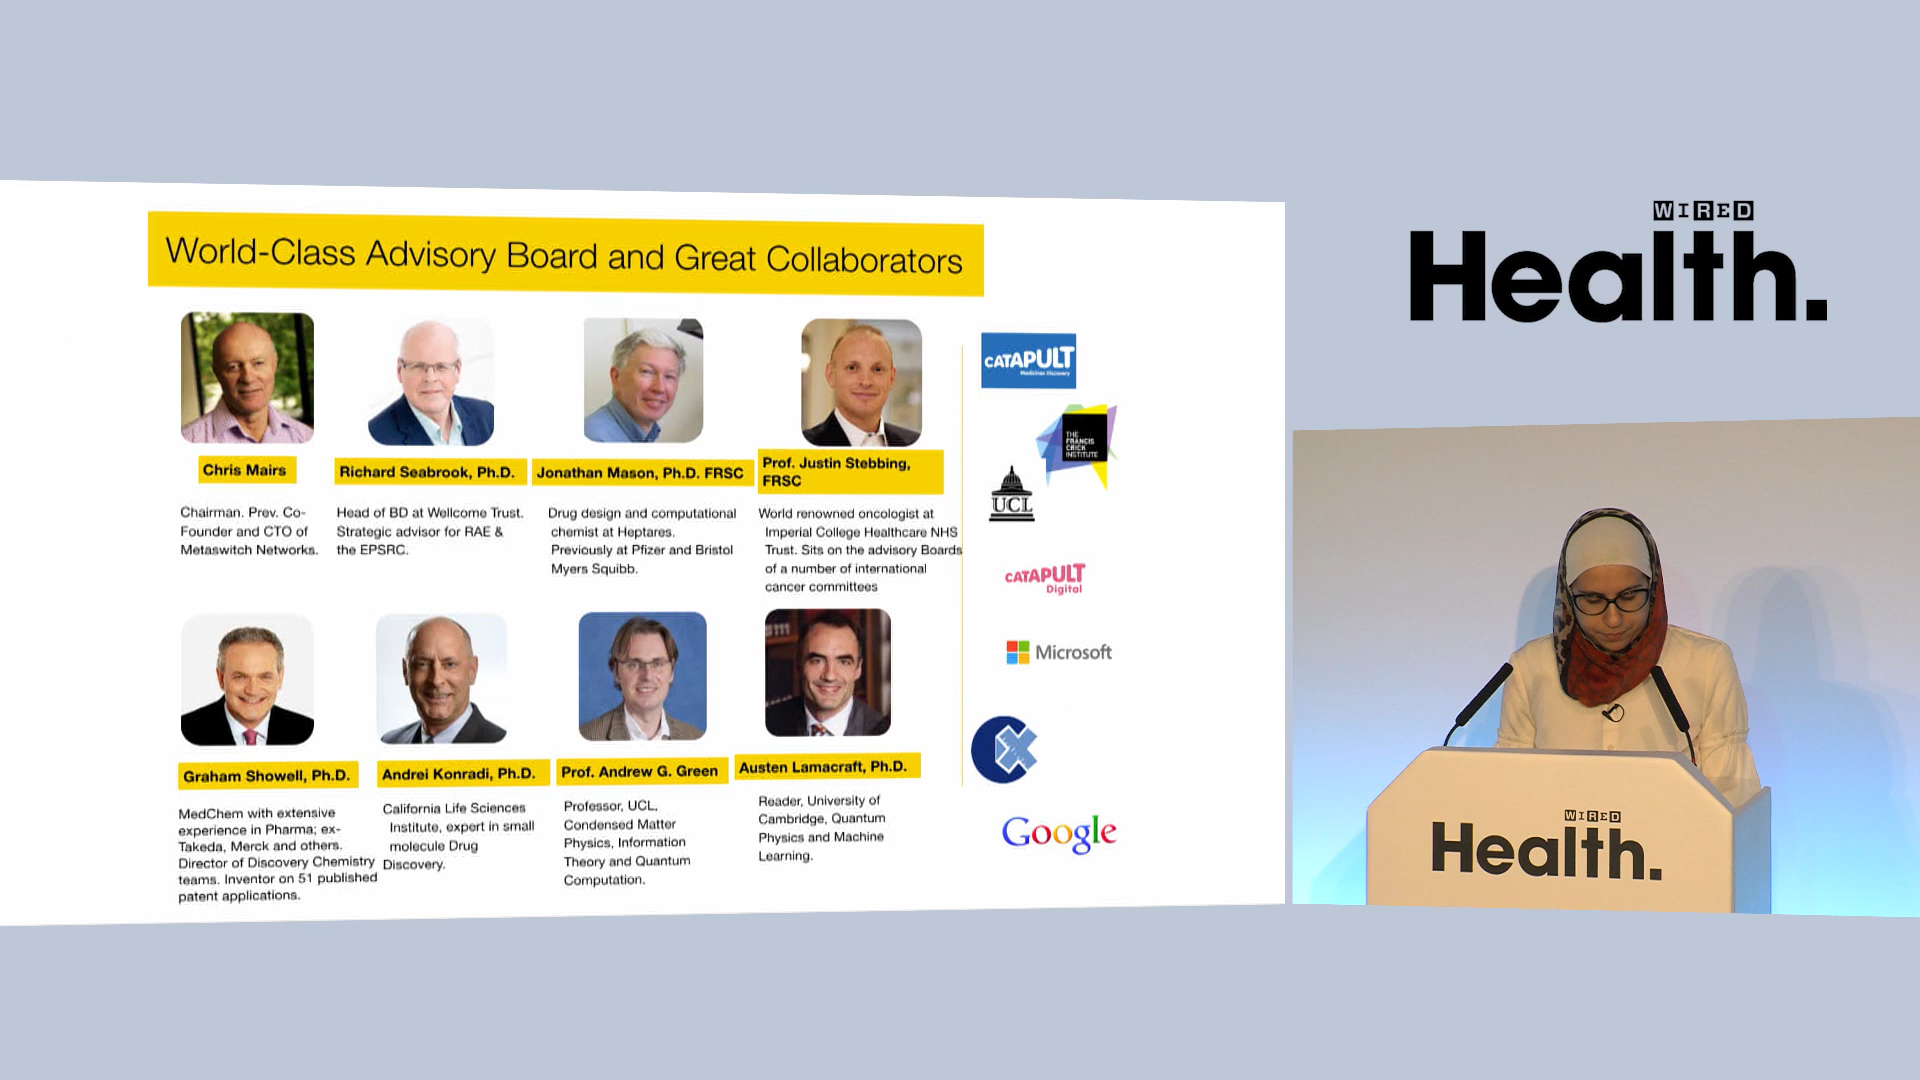 World-Class Advisory Board and Great Collaborators
Chris Mairs
Chairman. Prev. Co-
Founder and CTO of
Metaswitch Networks.
Richard Seabrook, Ph.D.
Head of BD at Wellcome Trust.
Strategic advisor for RAE &
the EPSRC.
Jonathan Mason, Ph.D. FRSC
Drug design and computational
chemist at Heptares.
Previously at Pfizer and Bristol
Myers Squibb.
Prof. Justin Stebbing,
FRSC
World renowned oncologist at
Imperial College Healthcare NHS
Trust. Sits on the advisory Boards
of a number of international
cancer committees
Graham Showell, Ph.D.
MedChem with extensive
experience in Pharma; ex-
Takeda, Merck and others.
Director of Discovery Chemistry
teams. Inventor on 51 published
patent applications.
Andrei Konradi, Ph.D.
California Life Sciences
Institute, expert in small
molecule Drug
Discovery.
Prof. Andrew G. Green
Professor, UCL,
Condensed Matter
Physics, Information
Theory and Quantum
Computation.
Austen Lamacraft, Ph.D.
Reader, University of
Cambridge, Quantum
Physics and Machine
Learning.
CATAPULT
Medicines Discovery
THE
FRANCIS
CRICK
INSTITUTE
UCL
CATAPULT
Digital
Microsoft
Google
WIRED
Health.
WIRED
Health.